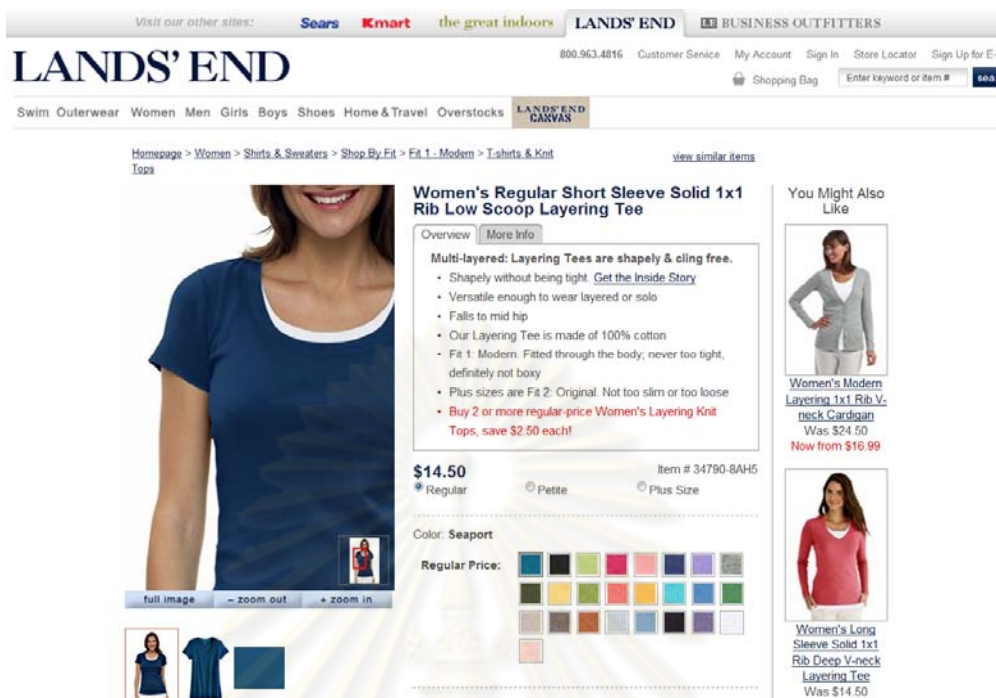 Visit our other sites: Sears Kmart the great indoors LANDS' END LE BUSINESS OUTFITTERS
LANDS' END
800.963.4816 Customer Service My Account Sign In Store Locator Sign Up for E-
Shopping Bag Enter keyword or item # sea
Swim Outerwear Women Men Girls Boys Shoes Home & Travel Overstocks LANDS' END CANVAS
Homepage > Women > Shirts & Sweaters > Shop By Fit > Fit 1 - Modern > T-shirts & Knit
Tops
view similar items
Women's Regular Short Sleeve Solid 1x1
Rib Low Scoop Layering Tee
Overview More Info
Multi-layered: Layering Tees are shapely & cling free.
• Shapely without being tight. Get the Inside Story
• Versatile enough to wear layered or solo
• Falls to mid hip
• Our Layering Tee is made of 100% cotton
• Fit 1: Modern. Fitted through the body; never too tight,
definitely not boxy
• Plus sizes are Fit 2: Original. Not too slim or too loose
• Buy 2 or more regular-price Women's Layering Knit
Tops, save $2.50 each!
$14.50 Item # 34790-8AH5
Regular Petite Plus Size
Color: Seaport
Regular Price:
full image – zoom out + zoom in
You Might Also
Like
Women's Modern
Layering 1x1 Rib V-
neck Cardigan
Was $24.50
Now from $16.99
Women's Long
Sleeve Solid 1x1
Rib Deep V-neck
Layering Tee
Was $14.50